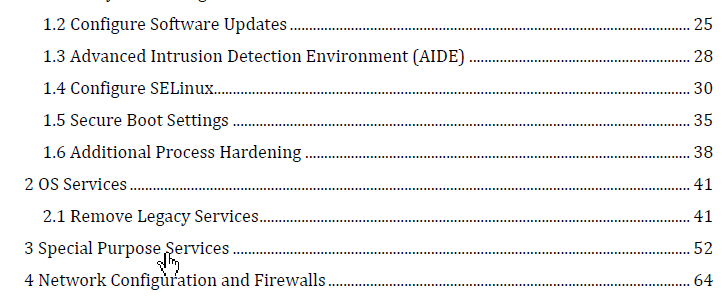 1.2 Configure Software Updates 25
1.3 Advanced Intrusion Detection Environment (AIDE) 28
1.4 Configure SELinux 30
1.5 Secure Boot Settings 35
1.6 Additional Process Hardening 38
2 OS Services 41
2.1 Remove Legacy Services 41
3 Special Purpose Services 52
4 Network Configuration and Firewalls 64